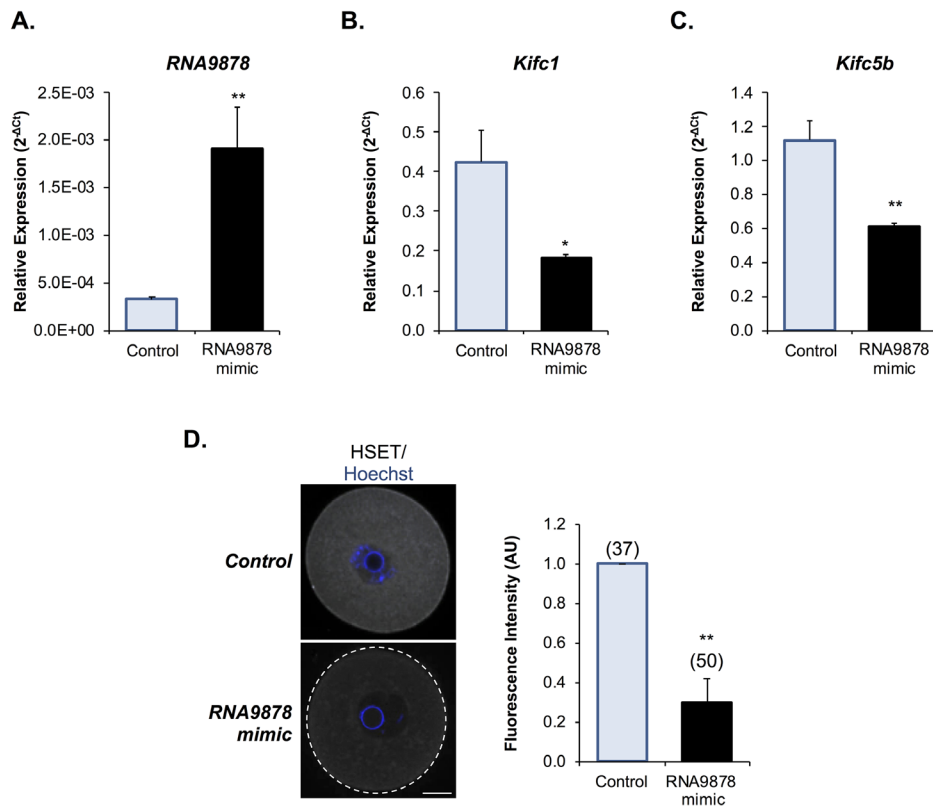 A.
RNA9878
Relative Expression (2-ΔCt)
2.5E-03
2.0E-03
1.5E-03
1.0E-03
5.0E-04
0.0E+00
**
Control
RNA9878
mimic
B.
Kifc1
Relative Expression (2-ΔCt)
0.6
0.5
0.4
0.3
0.2
0.1
0.0
*
Control
RNA9878
mimic
C.
Kifc5b
Relative Expression (2-ΔCt)
1.4
1.2
1.0
0.8
0.6
0.4
0.2
0.0
**
Control
RNA9878
mimic
D.
HSET/
Hoechst
Control
RNA9878
mimic
Fluorescence Intensity (AU)
1.2
1.0
0.8
0.6
0.4
0.2
0.0
(37)
**
(50)
Control
RNA9878
mimic